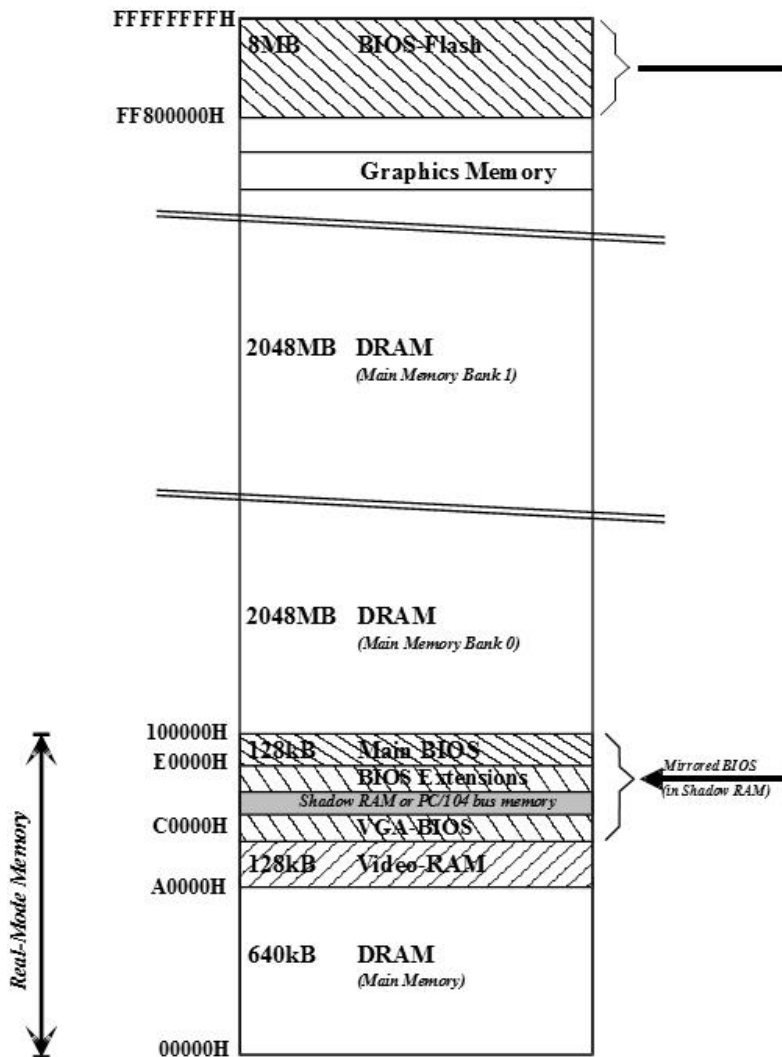 FFFFFFFFH
8MB BIOS-Flash
FF800000H
Graphics Memory
2048MB DRAM
(Main Memory Bank 1)
2048MB DRAM
(Main Memory Bank 0)
100000H
128kB Main BIOS
E0000H
BIOS Extensions
Mirrored BIOS
(in Shadow RAM)
Shadow RAM or PC/104 bus memory
C0000H
VGA-BIOS
128kB Video-RAM
A0000H
Real-Mode Memory
640kB DRAM
(Main Memory)
00000H